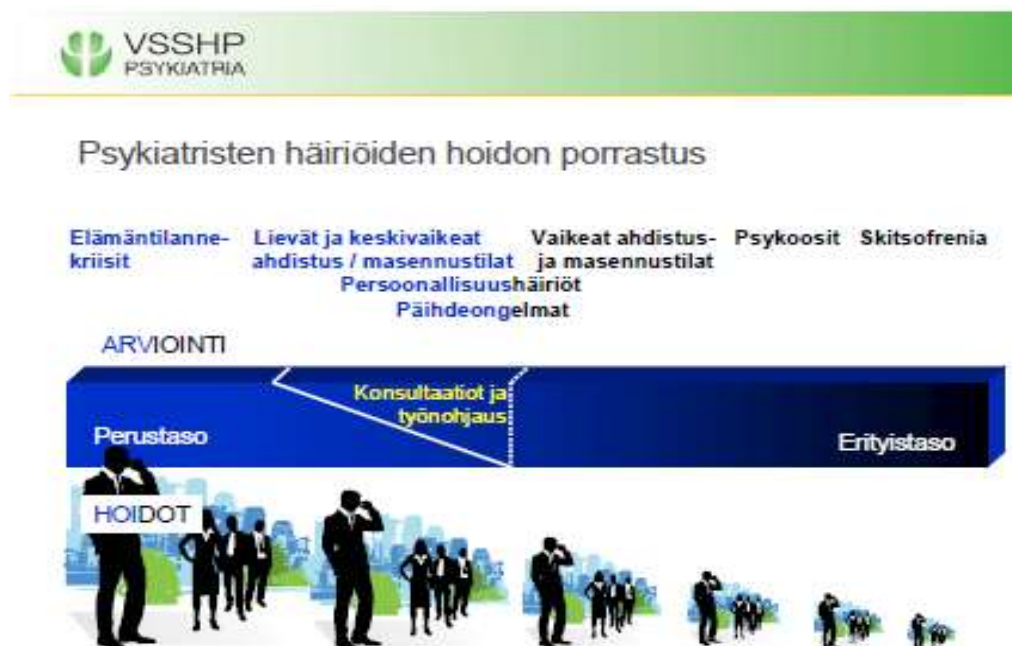 VSSHP
PSYKIATRIA
Psykiatristen häiriöiden hoidon porrastus
Elämäntilanne-
kriisit
Lievät ja keskivaikeat
ahdistus / masennustilat
Vaikeat ahdistus-
ja masennustilat
Psykoosit
Skitsofrenia
Persoonallisuushäiriöt
Päihdeongelmat
ARVIOINTI
Konsultaatiot ja
työnohjaus
Perustaso
Erityistaso
HOIDOT